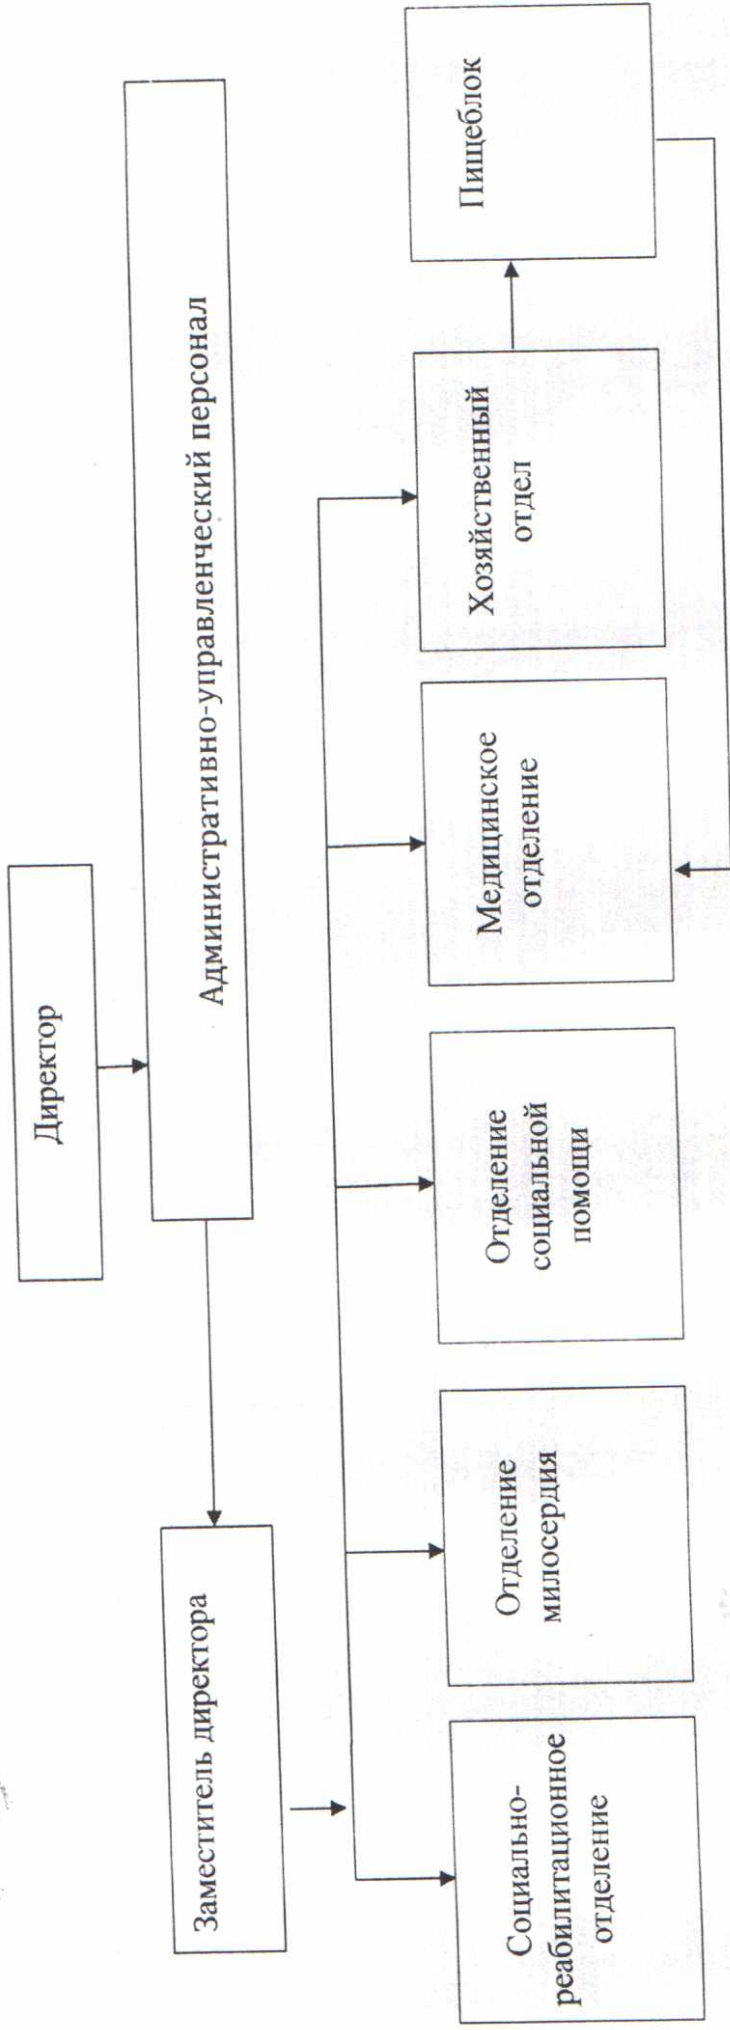 Директор
Административно-управленческий персонал
Заместитель директора
Социально-
реабилитационное
отделение
Отделение
милосердия
Отделение
социальной
помощи
Медицинское
отделение
Хозяйственный
отдел
Пищеблок